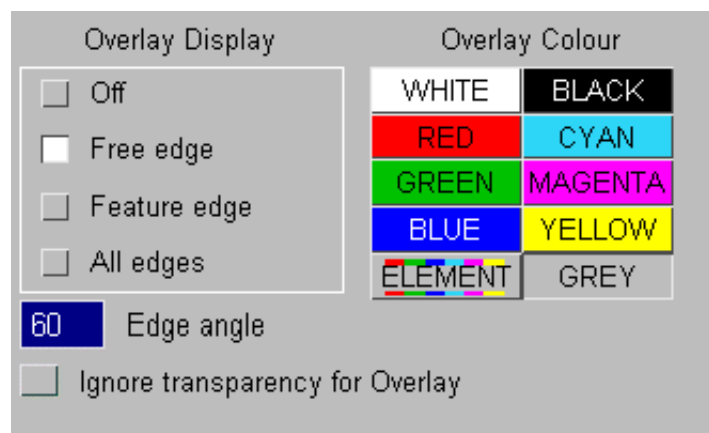 Overlay Display
Off
Free edge
Feature edge
All edges
60 Edge angle
Ignore transparency for Overlay
Overlay Colour
WHITE BLACK
RED CYAN
GREEN MAGENTA
BLUE YELLOW
ELEMENT GREY